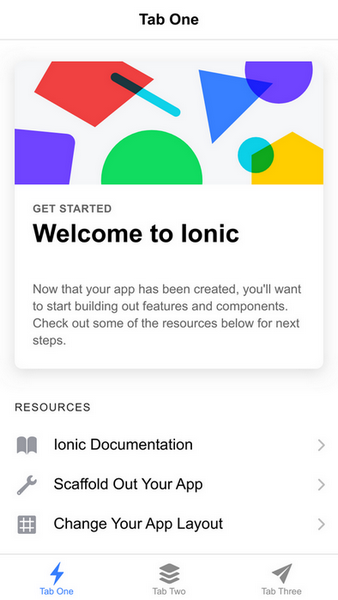 Tab One
GET STARTED
Welcome to Ionic
Now that your app has been created, you'll want
to start building out features and components.
Check out some of the resources below for next
steps.
RESOURCES
Ionic Documentation
Scaffold Out Your App
Change Your App Layout
Tab One
Tab Two
Tab Three